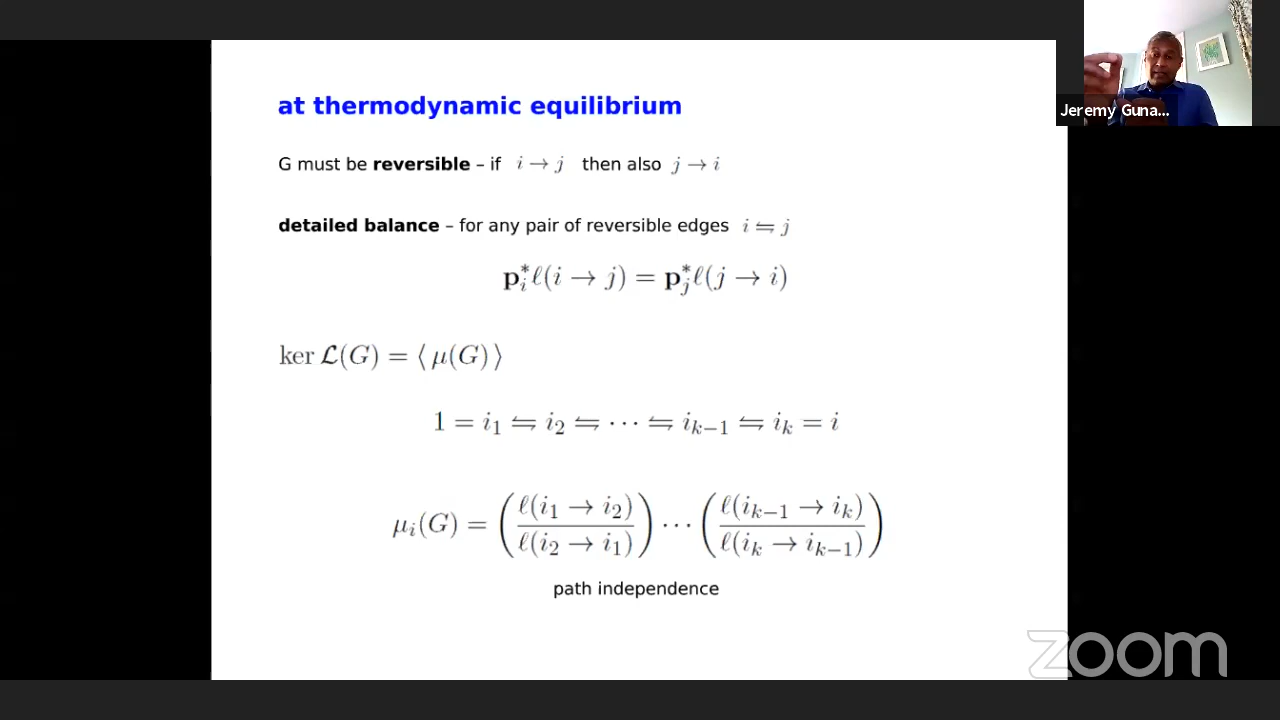 at thermodynamic equilibrium
Jeremy Guna...
G must be reversible – if i → j then also j → i
detailed balance – for any pair of reversible edges i ⇋ j
p*_i ℓ(i → j) = p*_j ℓ(j → i)
ker 𝓛(G) = ⟨ μ(G) ⟩
1 = i_1 ⇋ i_2 ⇋ ⋯ ⇋ i_{k−1} ⇋ i_k = i
μ_i(G) = (ℓ(i_1 → i_2) / ℓ(i_2 → i_1)) ⋯ (ℓ(i_{k−1} → i_k) / ℓ(i_k → i_{k−1}))
path independence
zoom